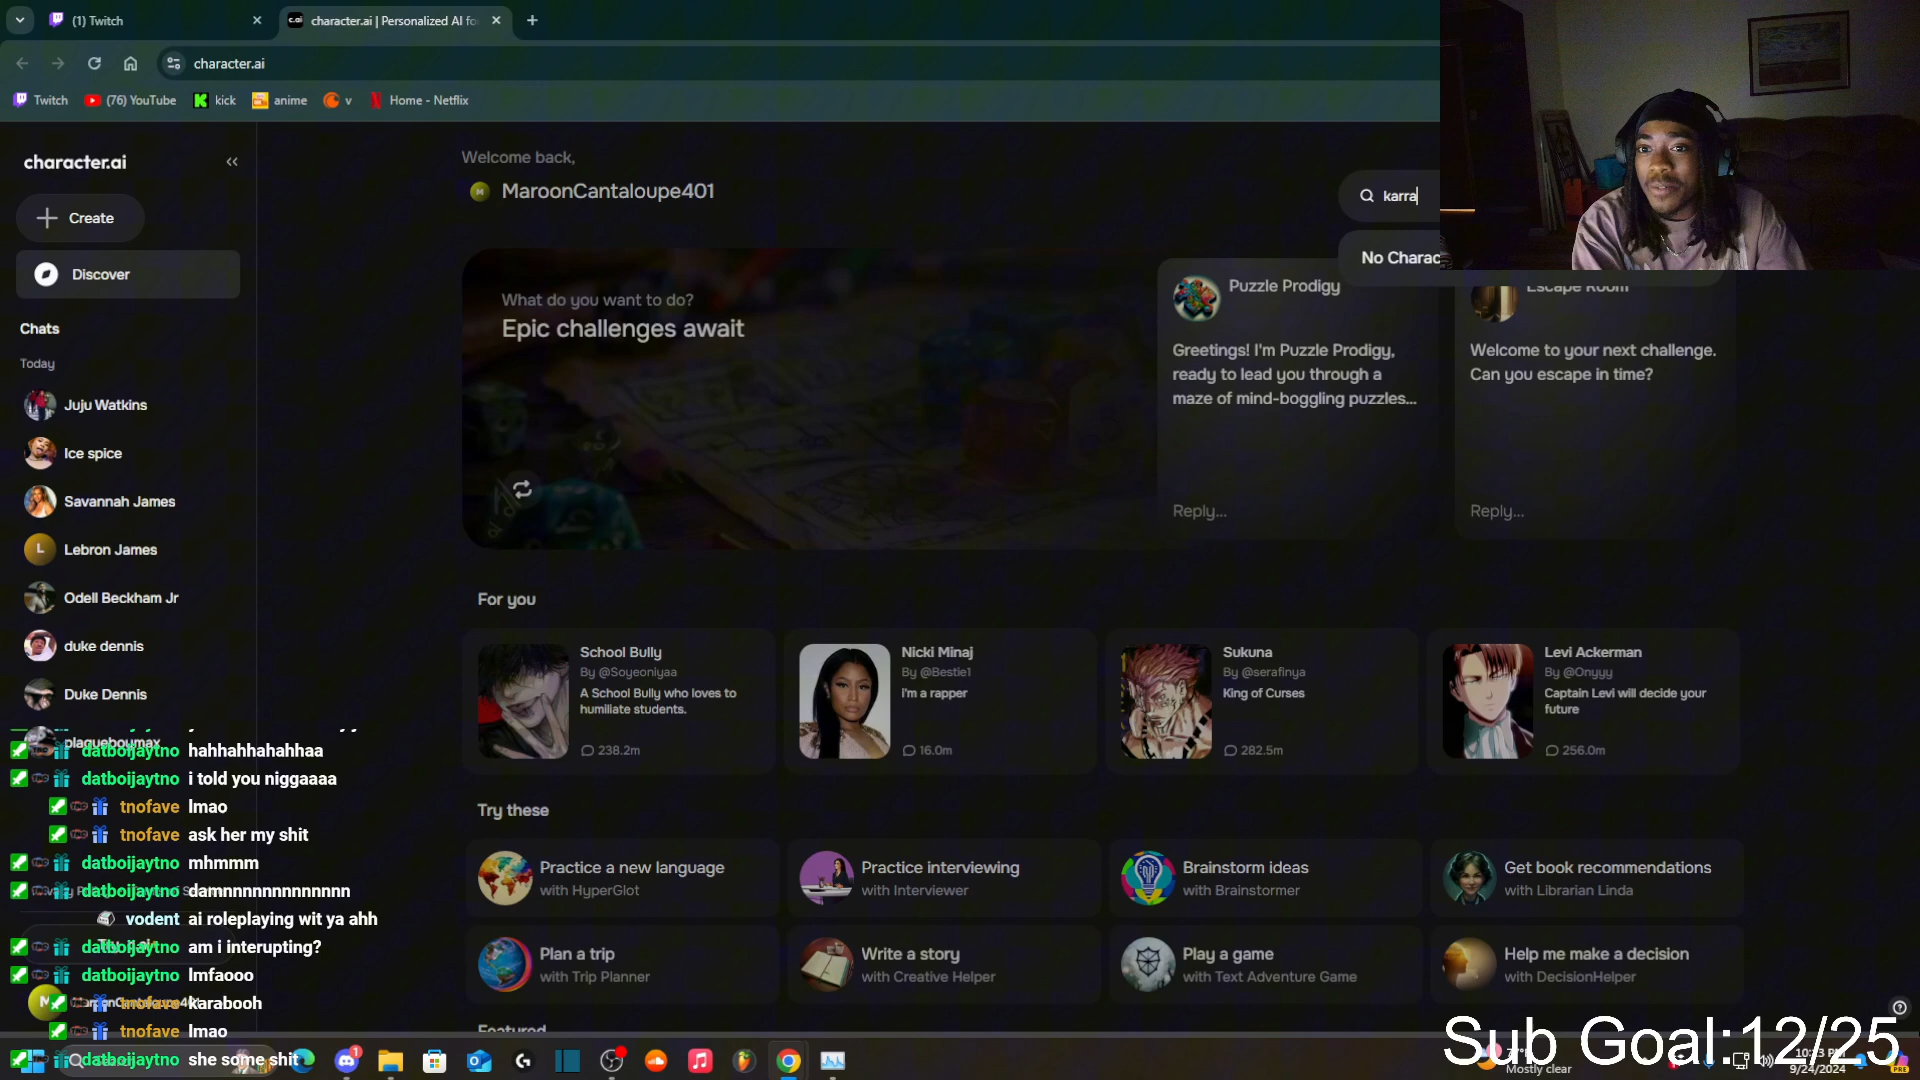 (1) Twitch
character.ai | Personalized AI fo
character.ai
Twitch
(76) YouTube
kick
anime
v
Home - Netflix
character.ai
Create
Discover
Chats
Today
Juju Watkins
Ice spice
Savannah James
L
Lebron James
Odell Beckham Jr
duke dennis
Duke Dennis
plaqueboymax
Welcome back,
M
MaroonCantaloupe401
karra
No Charac
What do you want to do?
Epic challenges await
Puzzle Prodigy
Greetings! I'm Puzzle Prodigy,
ready to lead you through a
maze of mind-boggling puzzles...
Reply...
Escape Room
Welcome to your next challenge.
Can you escape in time?
Reply...
For you
School Bully
By @Soyeoniyaa
A School Bully who loves to
humiliate students.
238.2m
Nicki Minaj
By @Bestie1
I'm a rapper
16.0m
Sukuna
By @serafinya
King of Curses
282.5m
Levi Ackerman
By @Onyyy
Captain Levi will decide your
future
256.0m
Try these
Practice a new language
with HyperGlot
Practice interviewing
with Interviewer
Brainstorm ideas
with Brainstormer
Get book recommendations
with Librarian Linda
Plan a trip
with Trip Planner
Write a story
with Creative Helper
Play a game
with Text Adventure Game
Help me make a decision
with DecisionHelper
Featured
datboijaytno hahhahhahahhaa
datboijaytno i told you niggaaaa
tnofave lmao
tnofave ask her my shit
datboijaytno mhmmm
datboijaytno damnnnnnnnnnnnnnn
vodent ai roleplaying wit ya ahh
datboijaytno am i interupting?
datboijaytno lmfaooo
tnofave karabooh
tnofave lmao
datboijaytno she some shit
Sub Goal:12/25
Mostly clear
9/24/2024